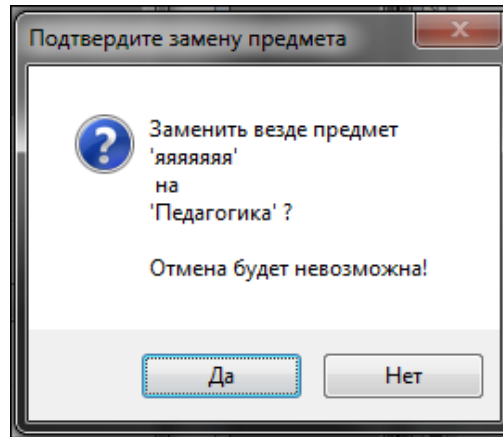 Подтвердите замену предмета
Заменить везде предмет
'яяяяяяя'
на
'Педагогика' ?
Отмена будет невозможна!
Да
Нет